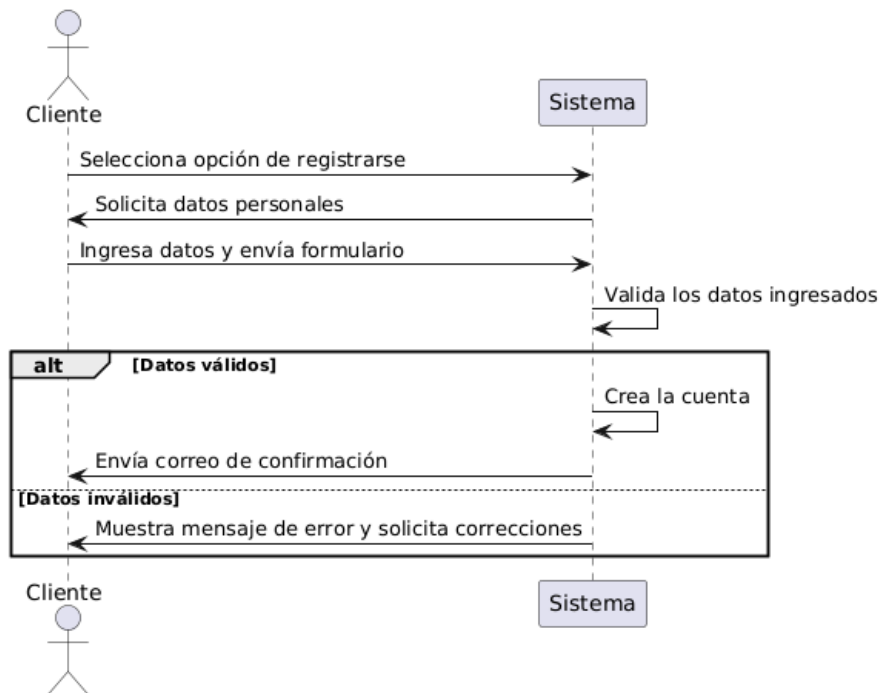 Cliente
Sistema
Selecciona opción de registrarse
Solicita datos personales
Ingresa datos y envía formulario
Valida los datos ingresados
alt [Datos válidos]
Crea la cuenta
Envía correo de confirmación
[Datos inválidos]
Muestra mensaje de error y solicita correcciones
Cliente
Sistema